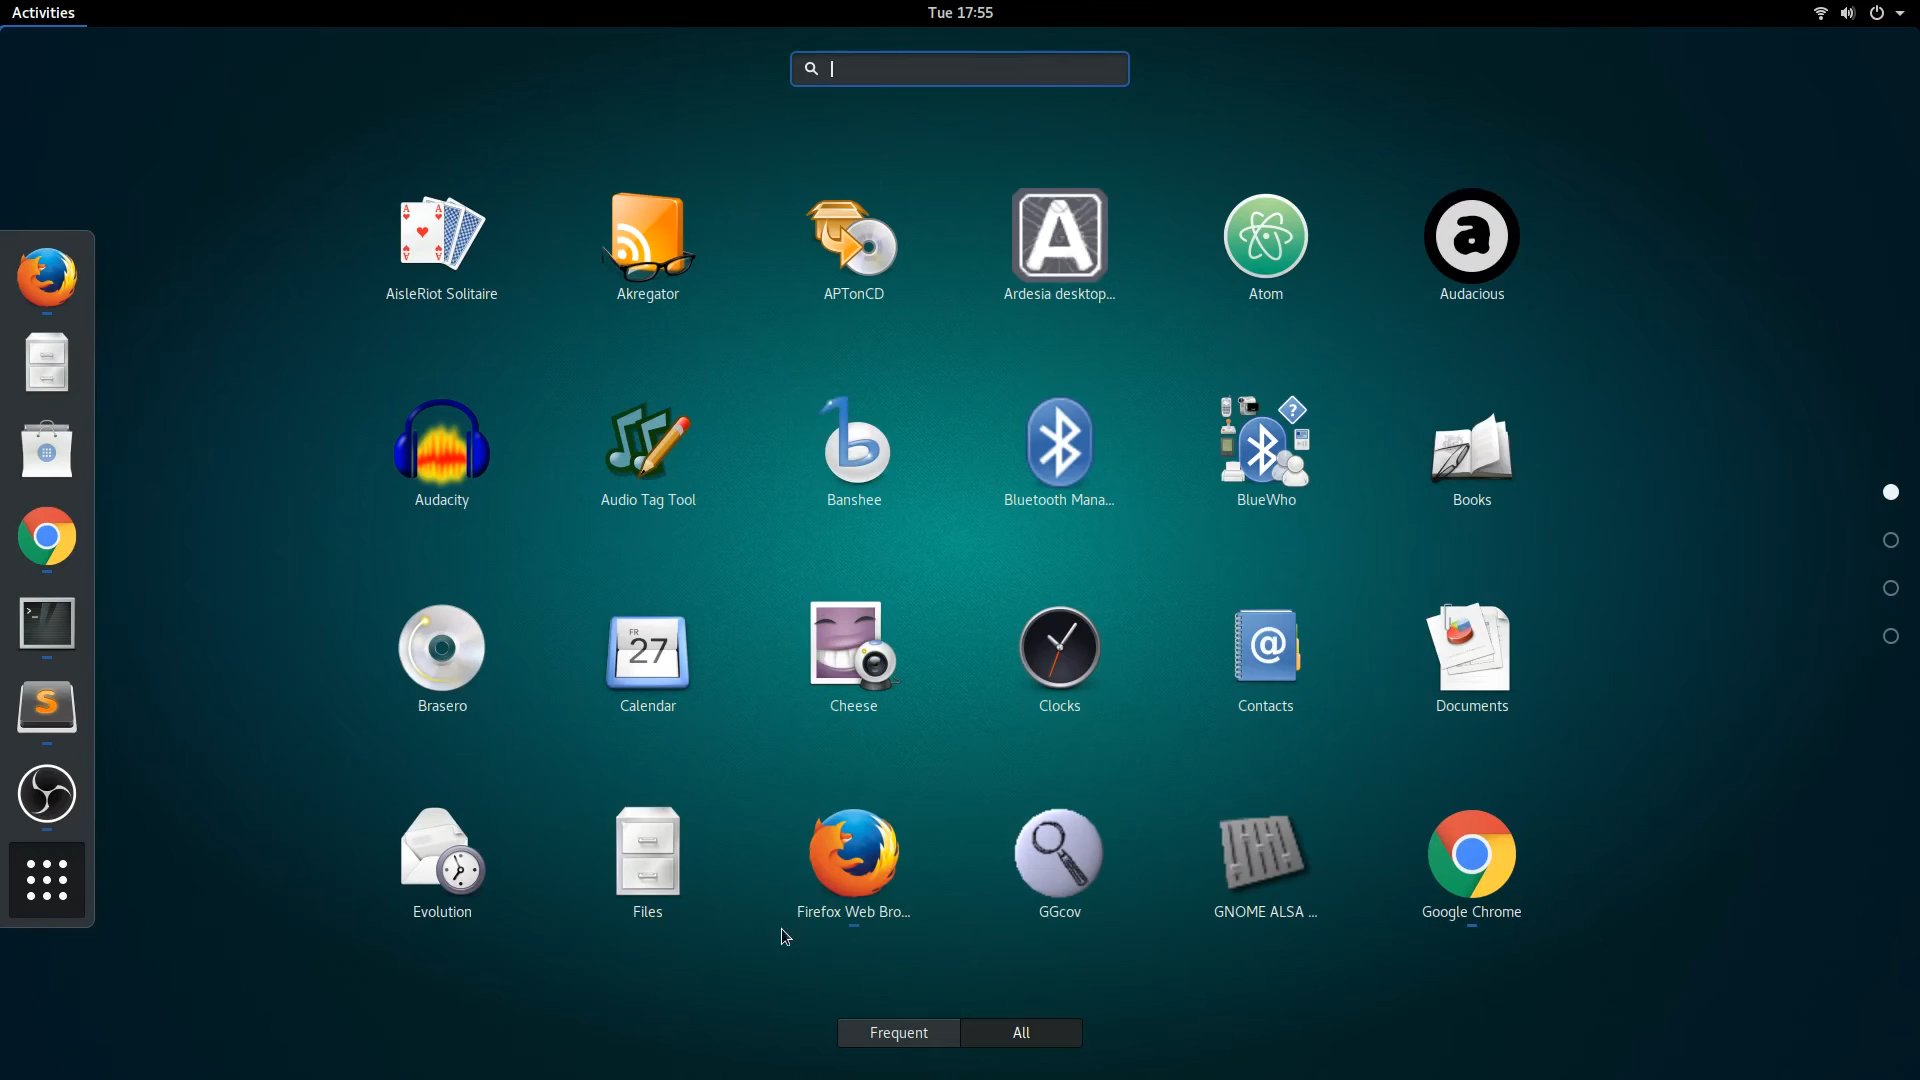 Activities
Tue 17:55
AisleRiot Solitaire
Akregator
APTonCD
Ardesia desktop...
Atom
Audacious
Audacity
Audio Tag Tool
Banshee
Bluetooth Mana...
BlueWho
Books
FR
27
Brasero
Calendar
Cheese
Clocks
Contacts
Documents
Evolution
Files
Firefox Web Bro...
GGcov
GNOME ALSA ...
Google Chrome
Frequent
All